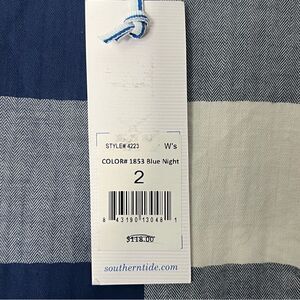 STYLE# 4223 W's
COLOR# 1853 Blue Night
2
8 43190 13048 1
$118.00
southerntide.com